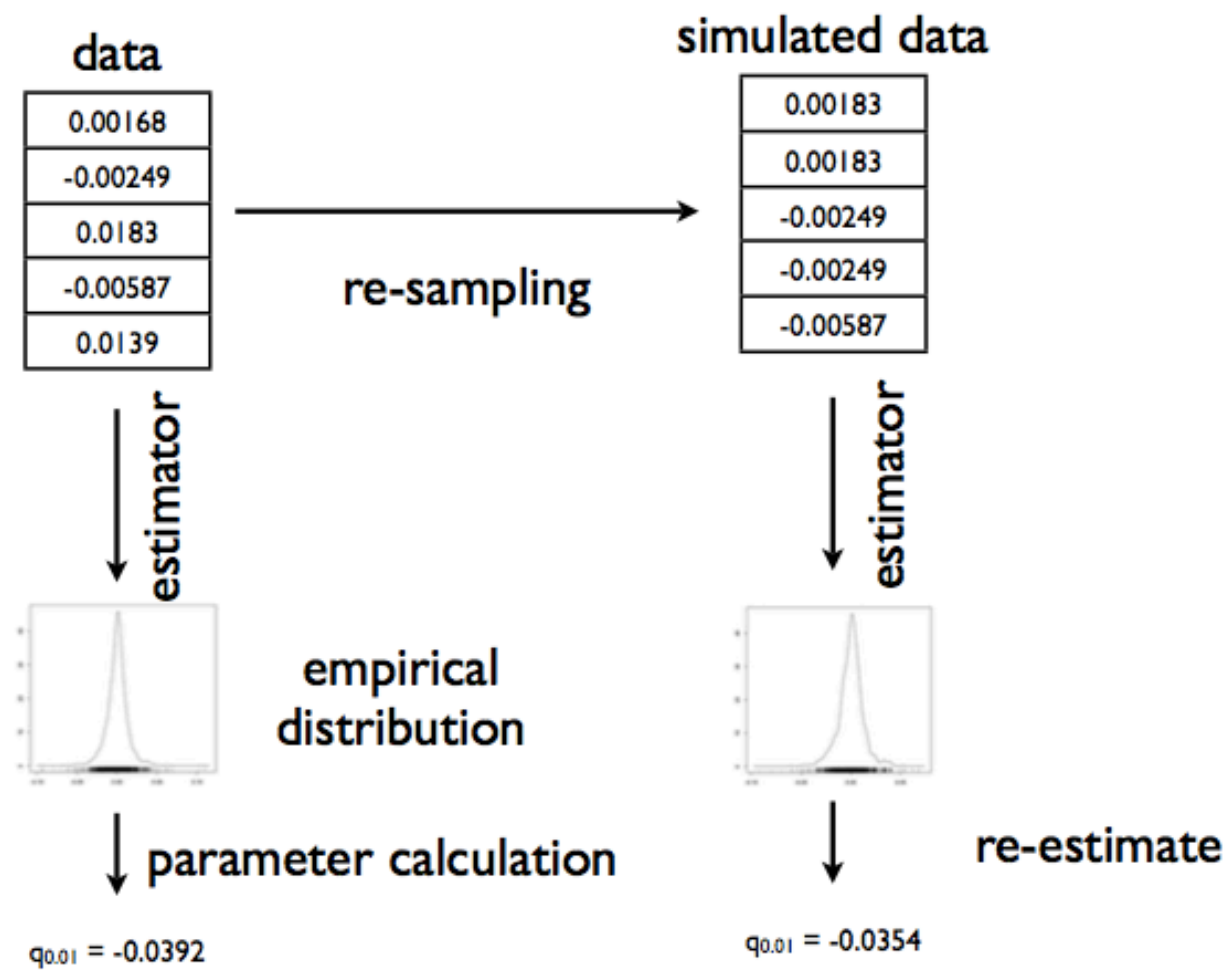 data
0.00168
-0.00249
0.0183
-0.00587
0.0139
re-sampling
simulated data
0.00183
0.00183
-0.00249
-0.00249
-0.00587
estimator
estimator
empirical
distribution
parameter calculation
re-estimate
q0.01 = -0.0392
q0.01 = -0.0354